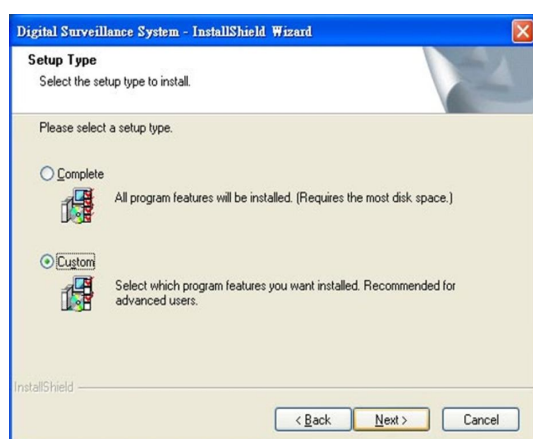 Digital Surveillance System - InstallShield Wizard
Setup Type
Select the setup type to install.
Please select a setup type.
Complete
All program features will be installed. (Requires the most disk space.)
Custom
Select which program features you want installed. Recommended for
advanced users.
InstallShield
< Back
Next >
Cancel